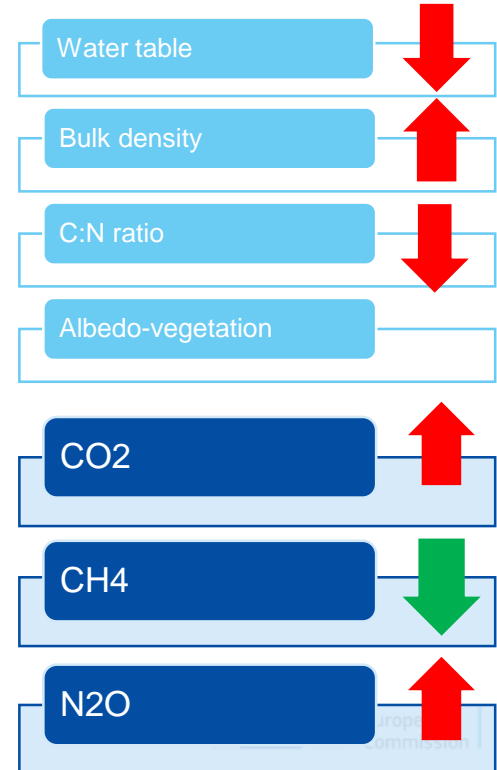 Water table
Bulk density
C:N ratio
Albedo-vegetation
CO2
CH4
N2O